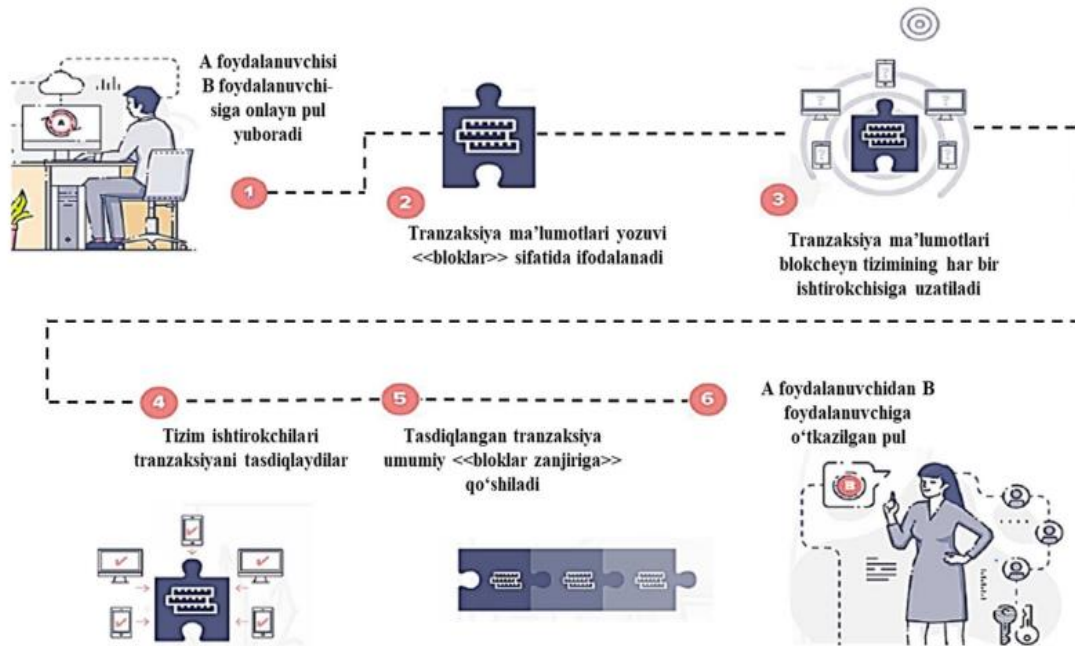 A foydalanuvchisi
B foydalanuvchi-
siga onlayn pul
yuboradi
A
1
2
Tranzaksiya ma’lumotlari yozuvi
<<bloklar>> sifatida ifodalanadi
? ? ? ? ?
3
Tranzaksiya ma’lumotlari
blokcheyn tizimining har bir
ishtirokchisiga uzatiladi
4
Tizim ishtirokchilari
tranzaksiyani tasdiqlaydilar
5
Tasdiqlangan tranzaksiya
umumiy <<bloklar zanjiriga>>
qo‘shiladi
6
A foydalanuvchidan B
foydalanuvchiga
o‘tkazilgan pul
B